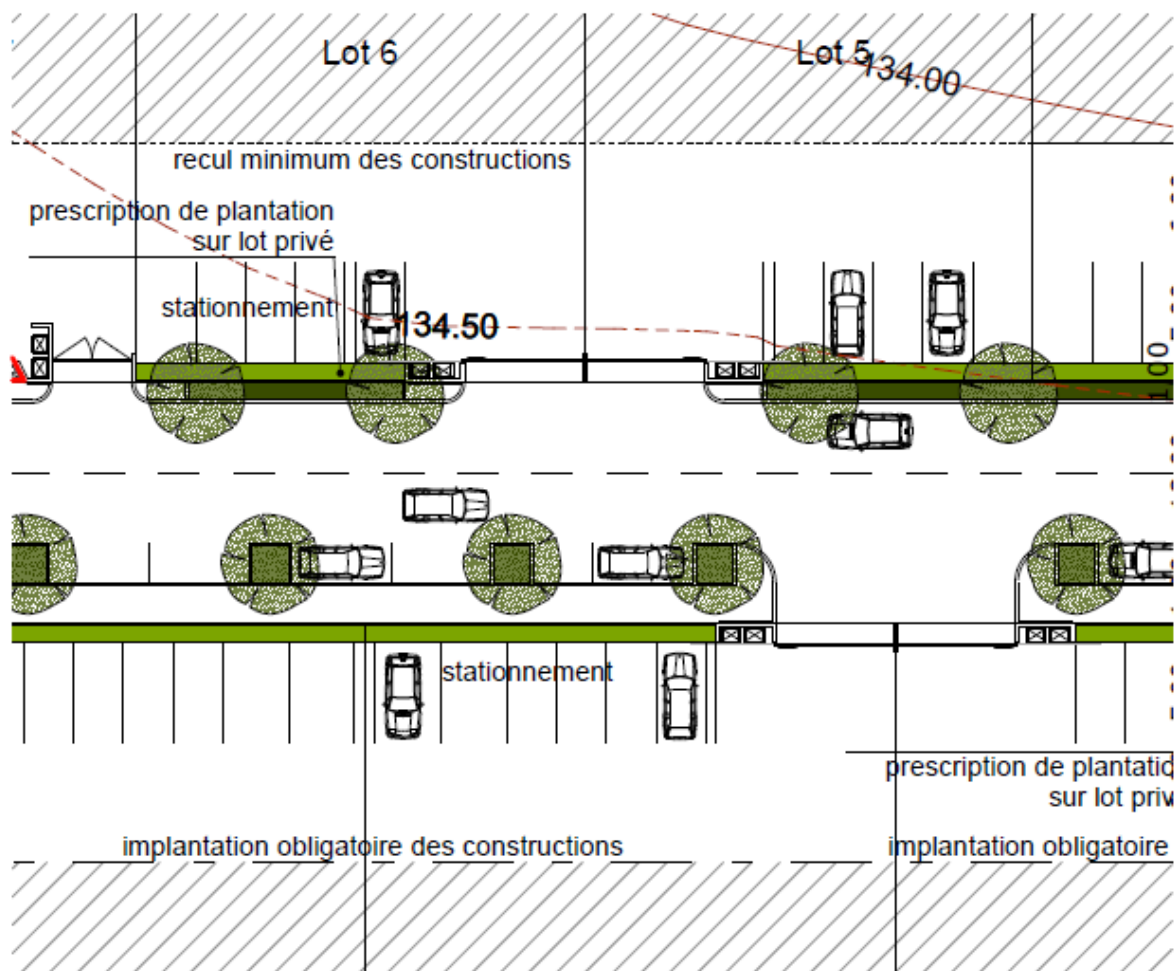 Lot 6
Lot 5
134.00
recul minimum des constructions
prescription de plantation
sur lot privé
stationnement
134.50
stationnement
prescription de plantatio
sur lot priv
implantation obligatoire des constructions
implantation obligatoire